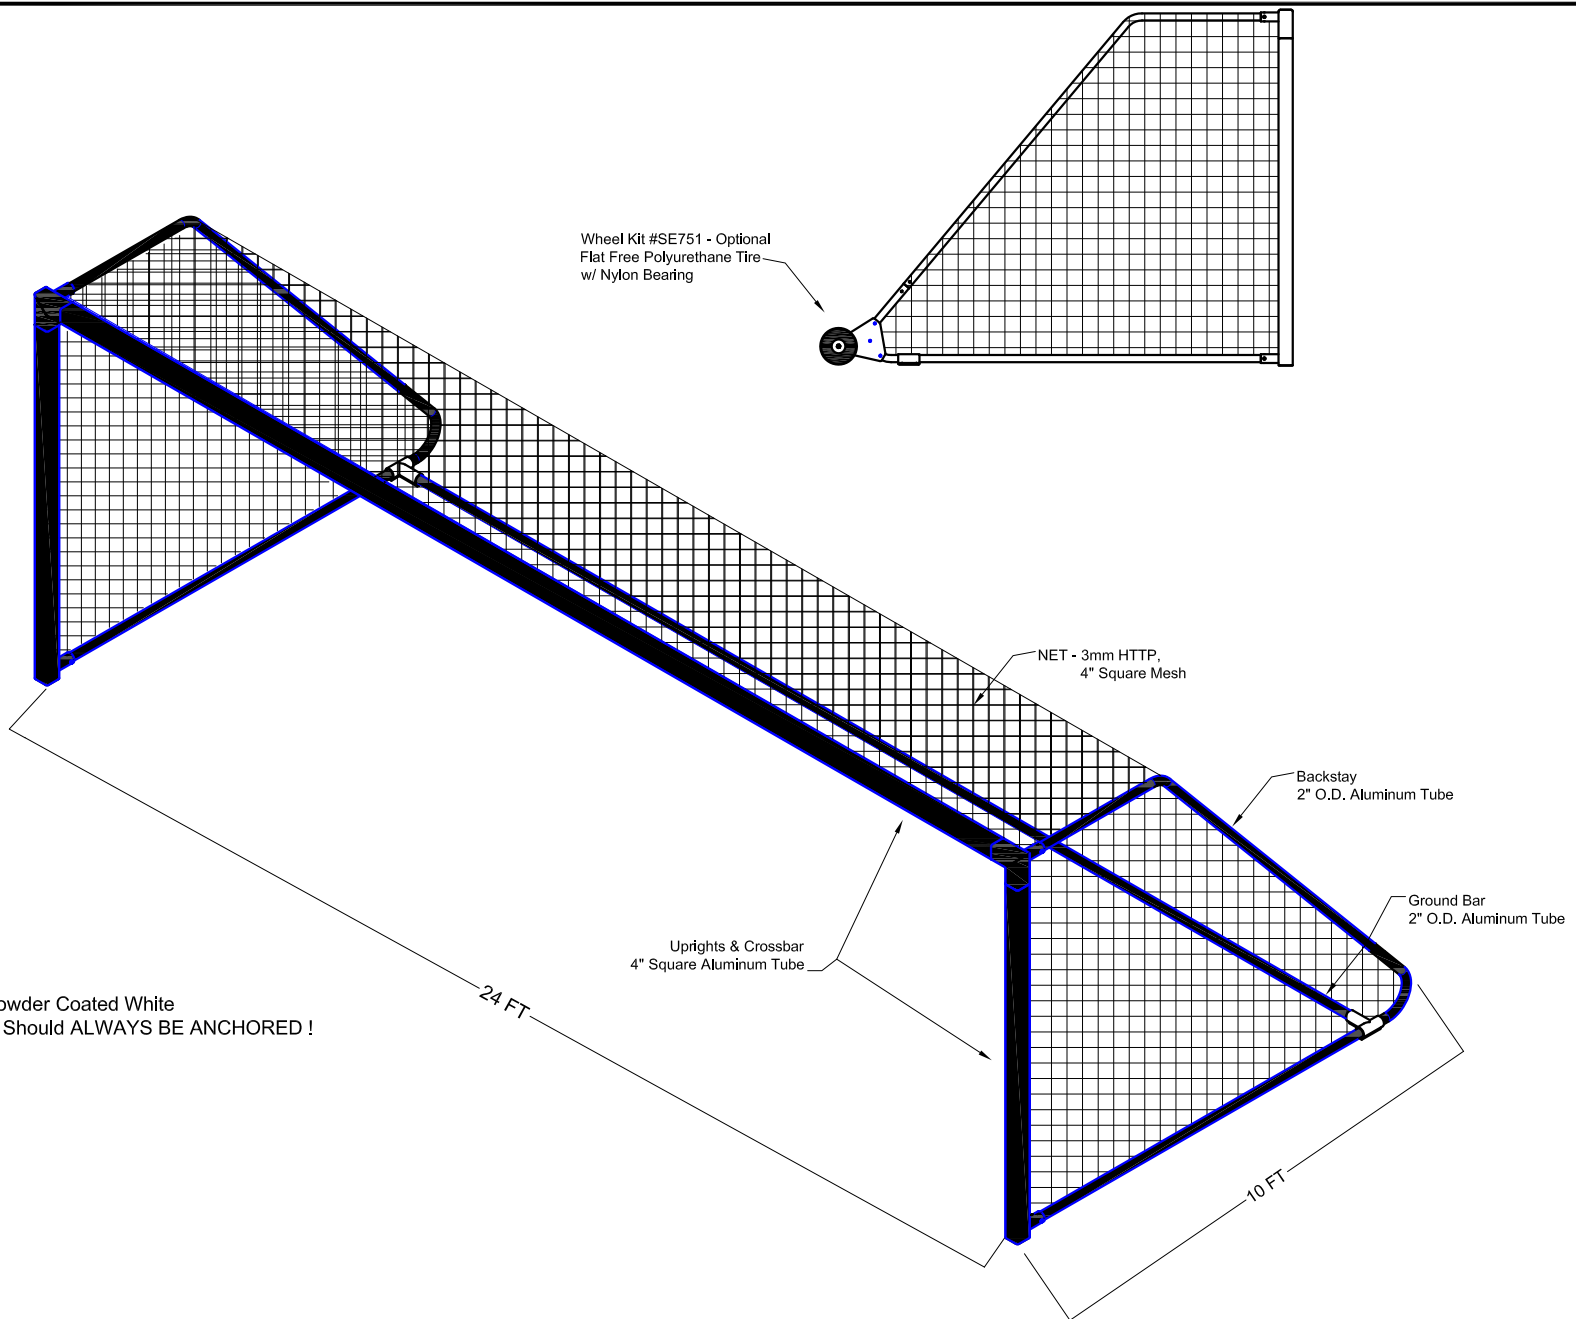 Wheel Kit #SE751 - Optional
Flat Free Polyurethane Tire
w/ Nylon Bearing
NET - 3mm HTTP,
4" Square Mesh
Backstay
2" O.D. Aluminum Tube
Ground Bar
2" O.D. Aluminum Tube
Uprights & Crossbar
4" Square Aluminum Tube
24 FT
Coated White
Should ALWAYS BE ANCHORED !
10 FT